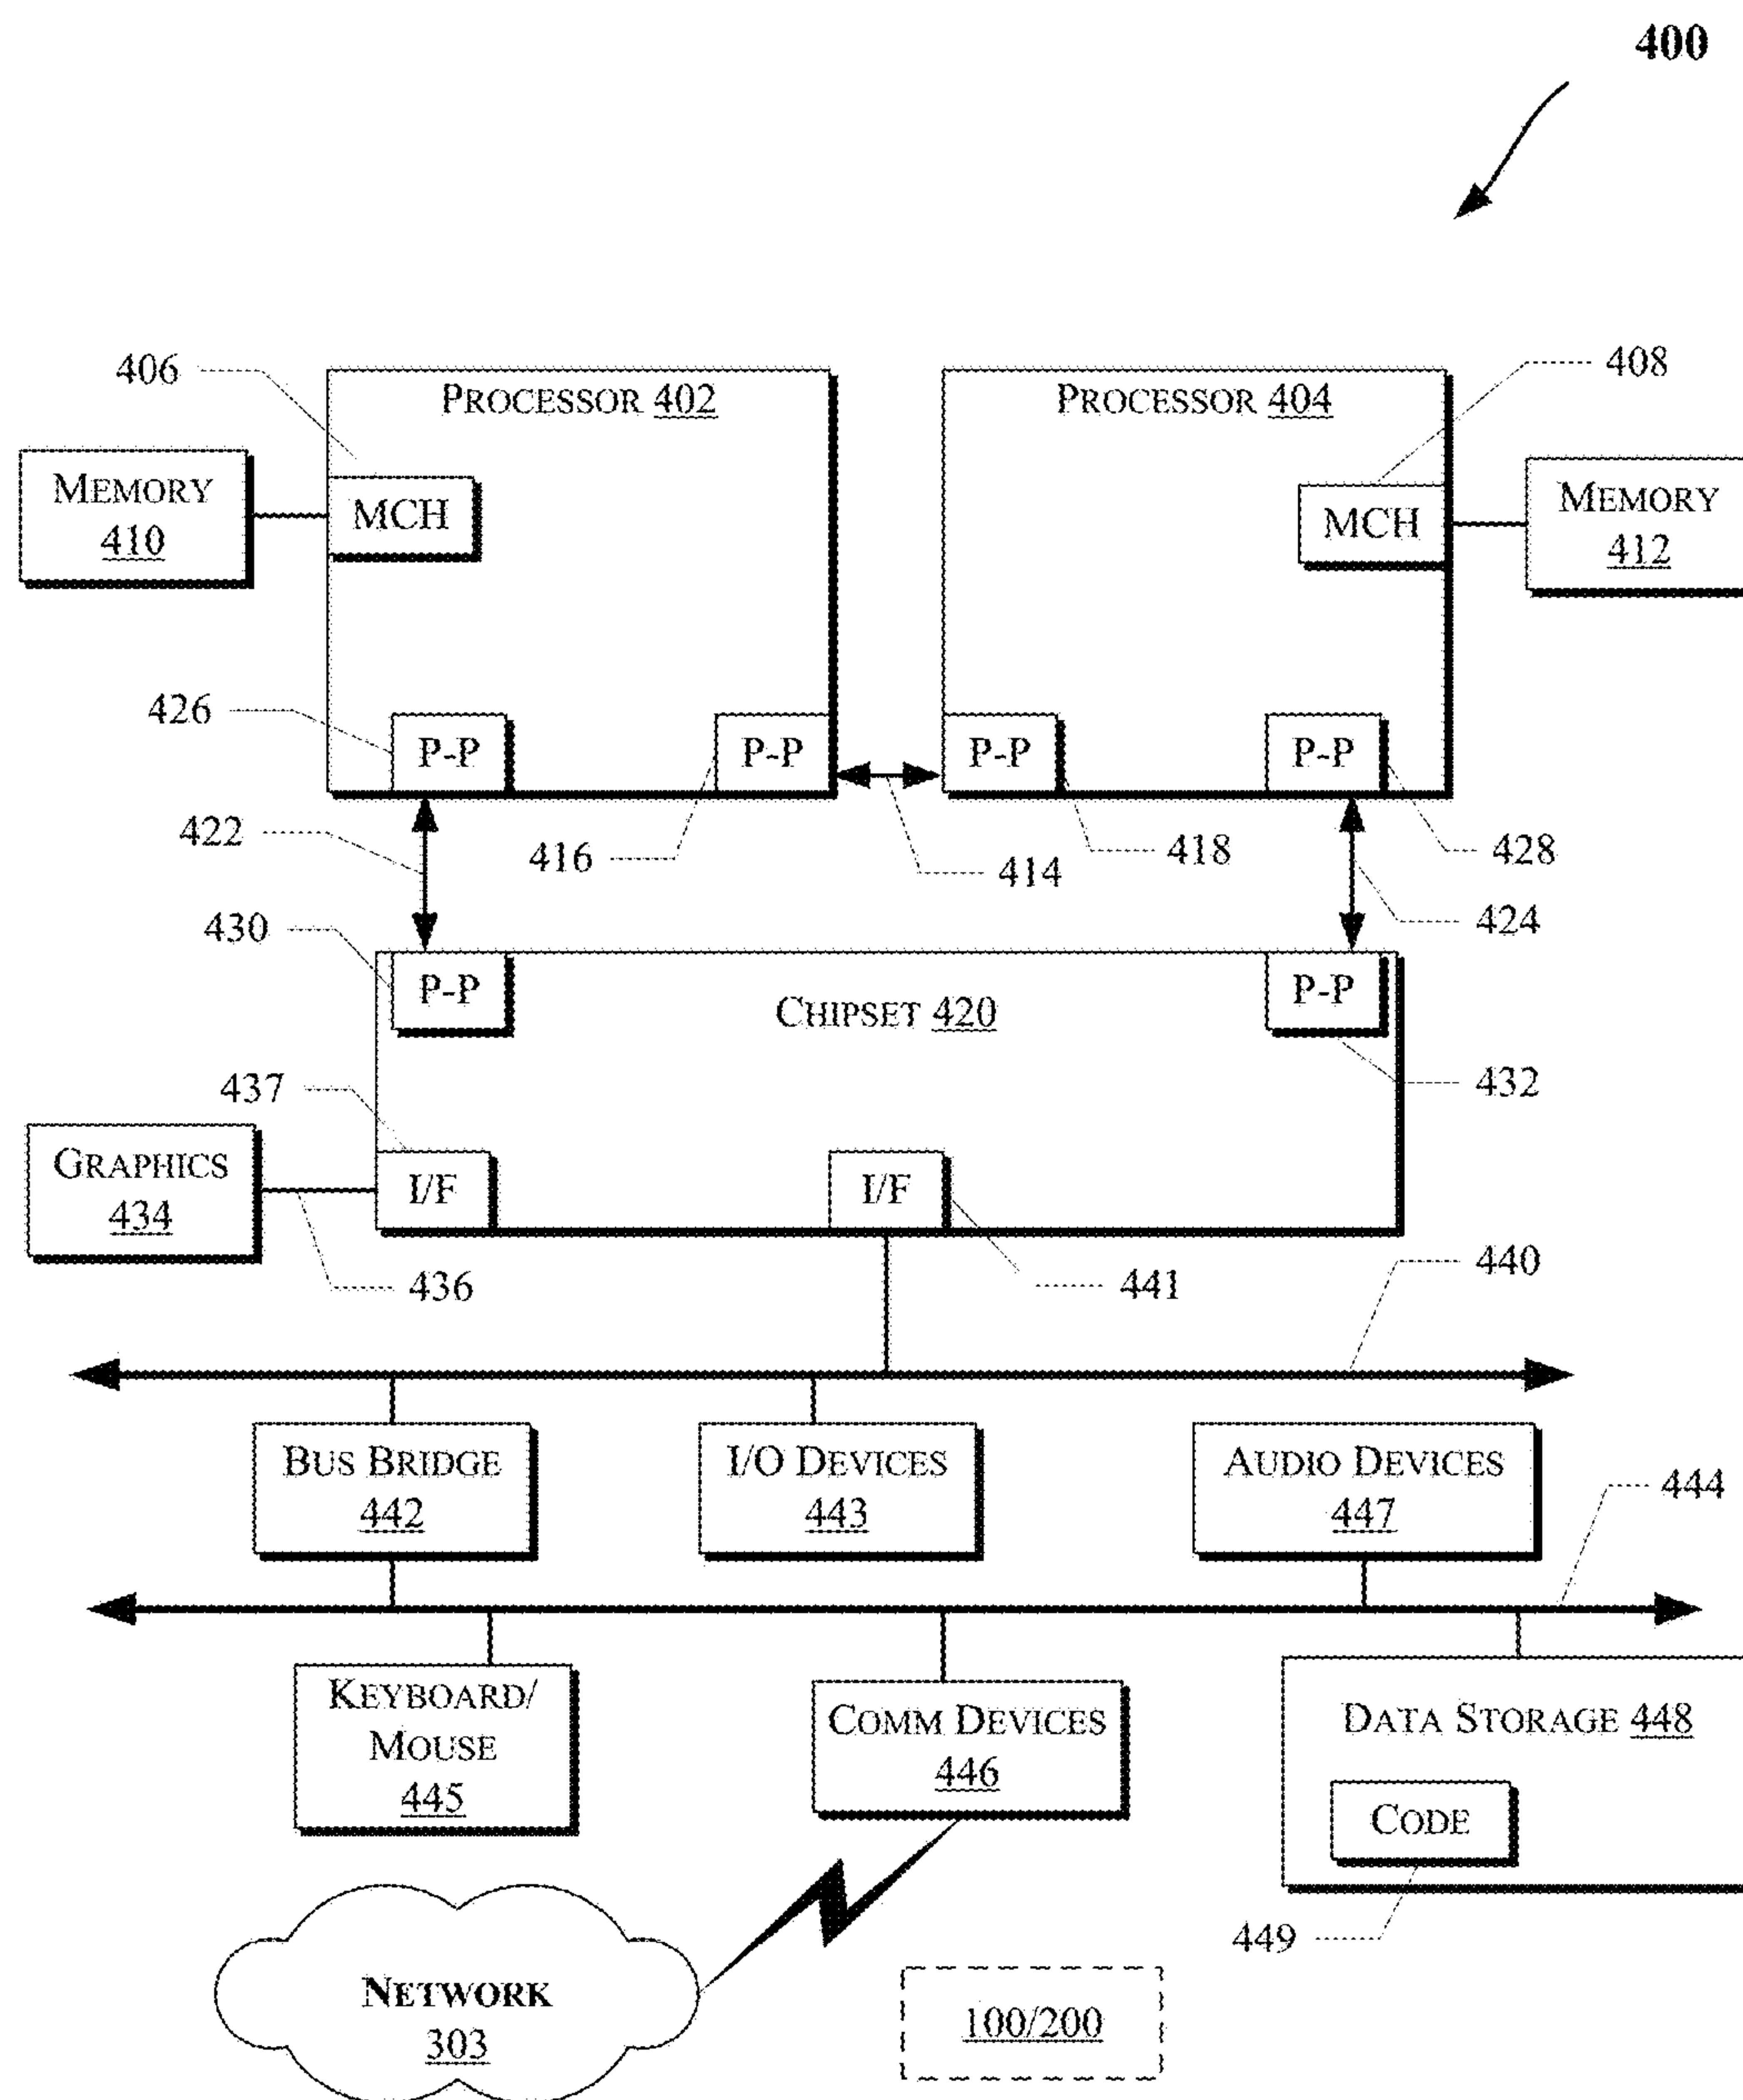 400
406
408
PROCESSOR 402
PROCESSOR 404
MEMORY
410
MCH
MCH
MEMORY
412
426
P-P
P-P
P-P
P-P
422
416
414
418
428
424
430
P-P
CHIPSET 420
P-P
432
437
GRAPHICS
434
I/F
I/F
436
441
440
BUS BRIDGE
442
I/O DEVICES
443
AUDIO DEVICES
447
444
KEYBOARD/
MOUSE
445
COMM DEVICES
446
DATA STORAGE 448
CODE
449
NETWORK
303
100/200